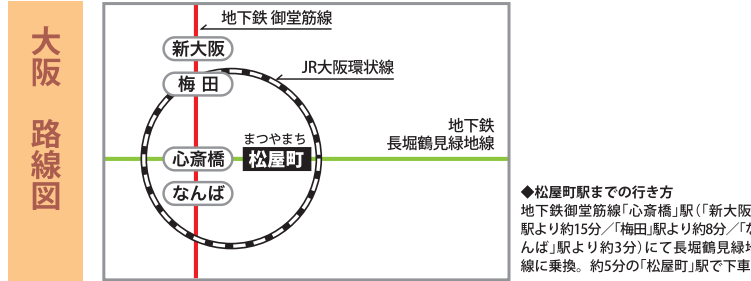 大阪 路線図
地下鉄 御堂筋線
新大阪
JR大阪環状線
梅田
地下鉄
長堀鶴見緑地線
まつやまち
心斎橋
松屋町
なんば
◆松屋町駅までの行き方
地下鉄御堂筋線「心斎橋」駅（「新大阪
駅より約15分／「梅田」駅より約8分／「な
んば」駅より約3分）にて長堀鶴見緑地
線に乗換。約5分の「松屋町」駅で下車